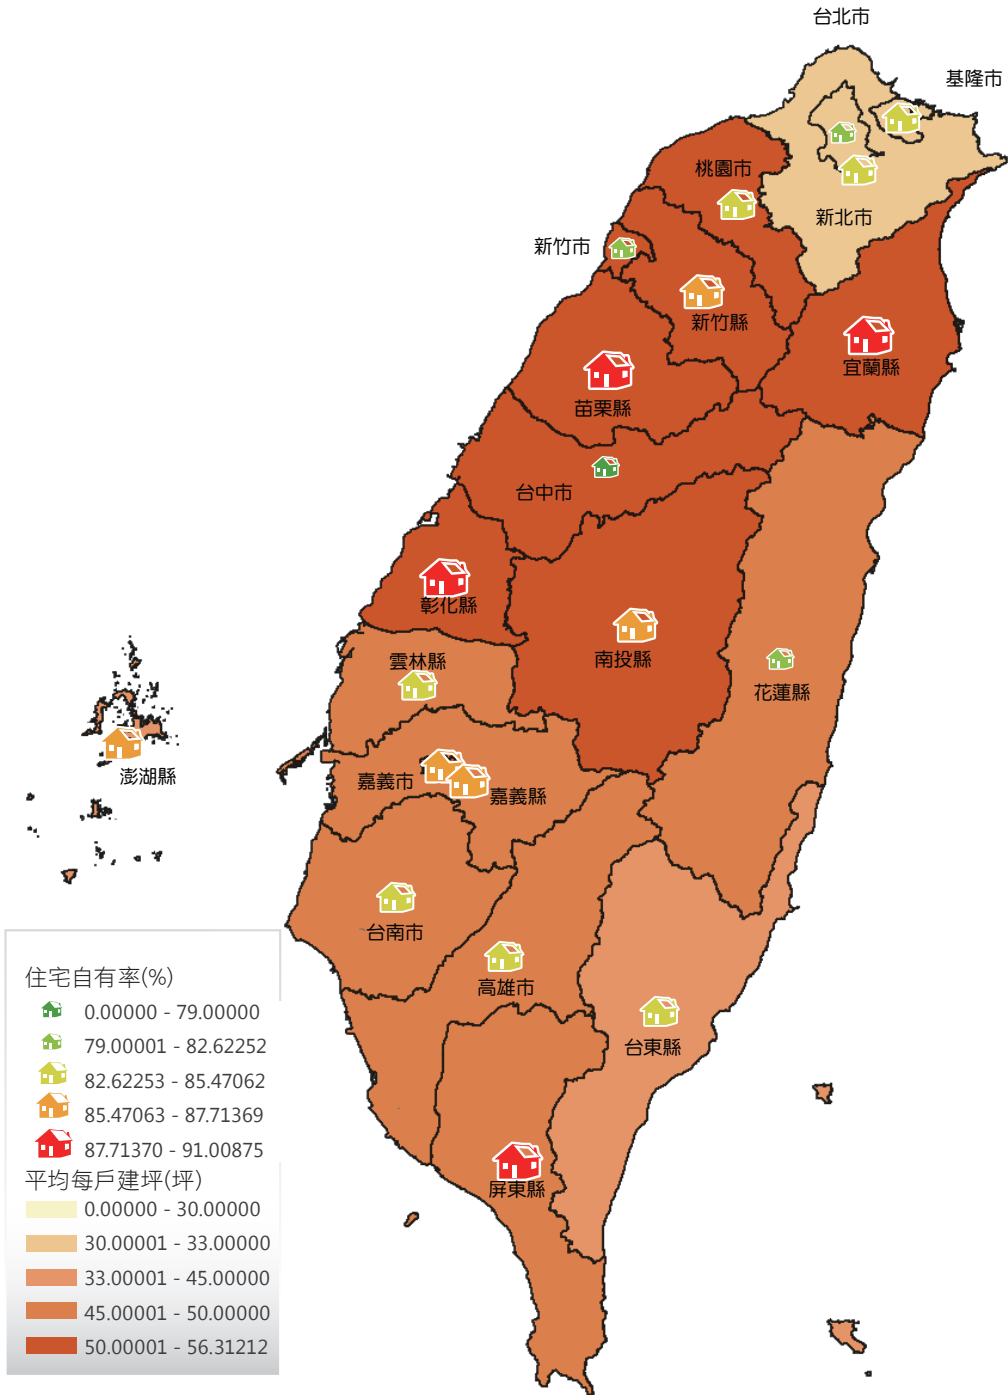 台北市
基隆市
桃園市
新北市
新竹市
新竹縣
宜蘭縣
苗栗縣
台中市
彰化縣
雲林縣
南投縣
花蓮縣
澎湖縣
嘉義市
嘉義縣
台南市
高雄市
台東縣
屏東縣
住宅自有率(%)
0.00000 - 79.00000
79.00001 - 82.62252
82.62253 - 85.47062
85.47063 - 87.71369
87.71370 - 91.00875
平均每戶建坪(坪)
0.00000 - 30.00000
30.00001 - 33.00000
33.00001 - 45.00000
45.00001 - 50.00000
50.00001 - 56.31212